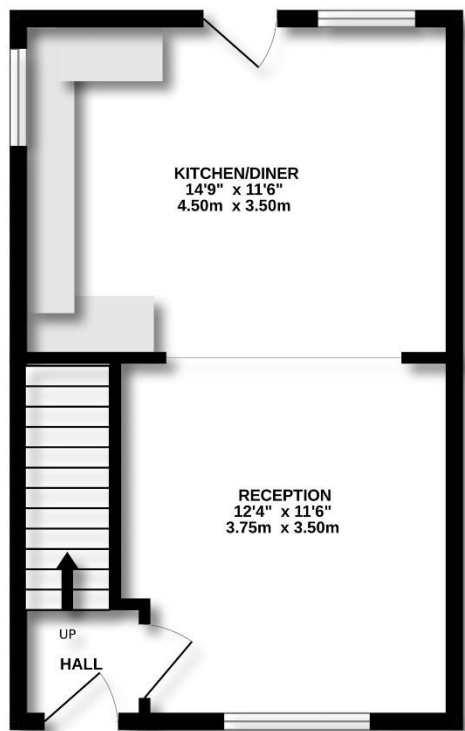 KITCHEN/DINER
14'9" x 11'6"
4.50m x 3.50m
RECEPTION
12'4" x 11'6"
3.75m x 3.50m
UP
HALL